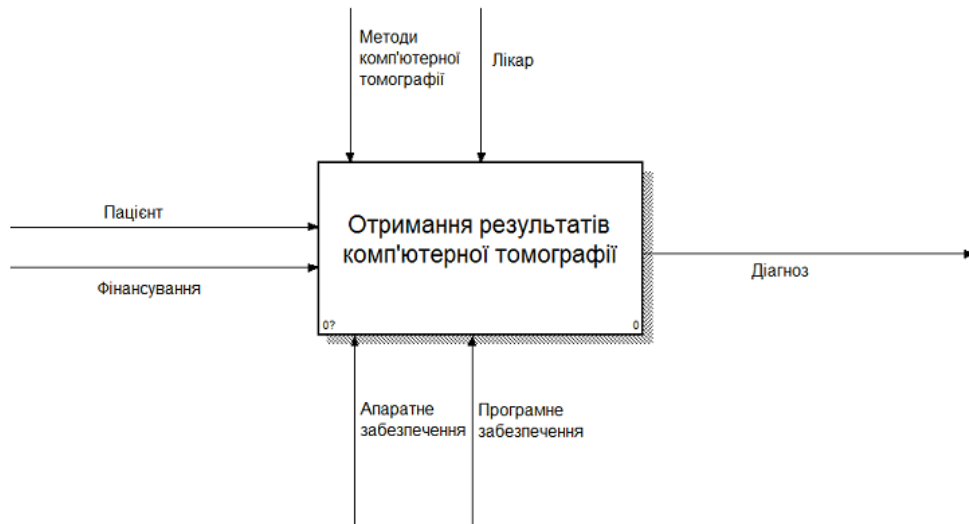 Методи
комп'ютерної
томографії
Лікар
Пацієнт
Фінансування
Отримання результатів
комп'ютерної томографії
0?
0
Діагноз
Апаратне
забезпечення
Програмне
забезпечення